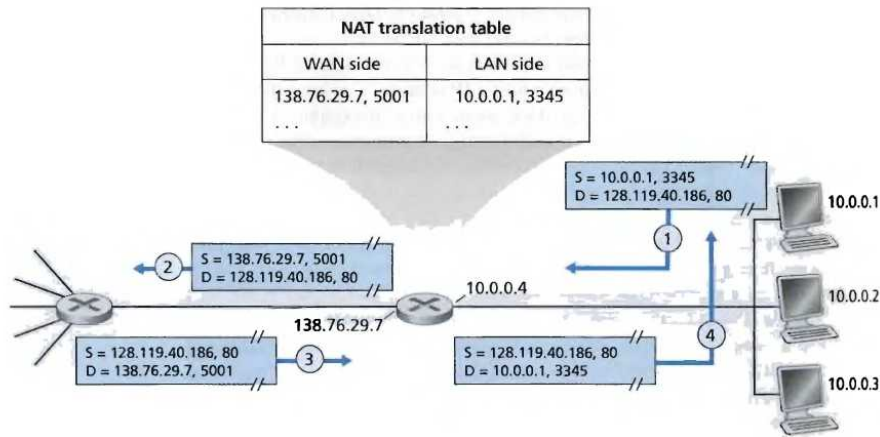 NAT translation table
WAN side LAN side
138.76.29.7, 5001 10.0.0.1, 3345
. . . . . .
S = 10.0.0.1, 3345
D = 128.119.40.186, 80
10.0.0.1
1
2
S = 138.76.29.7, 5001
D = 128.119.40.186, 80
10.0.0.4
10.0.0.2
138.76.29.7
4
S = 128.119.40.186, 80
D = 138.76.29.7, 5001
3
S = 128.119.40.186, 80
D = 10.0.0.1, 3345
10.0.0.3